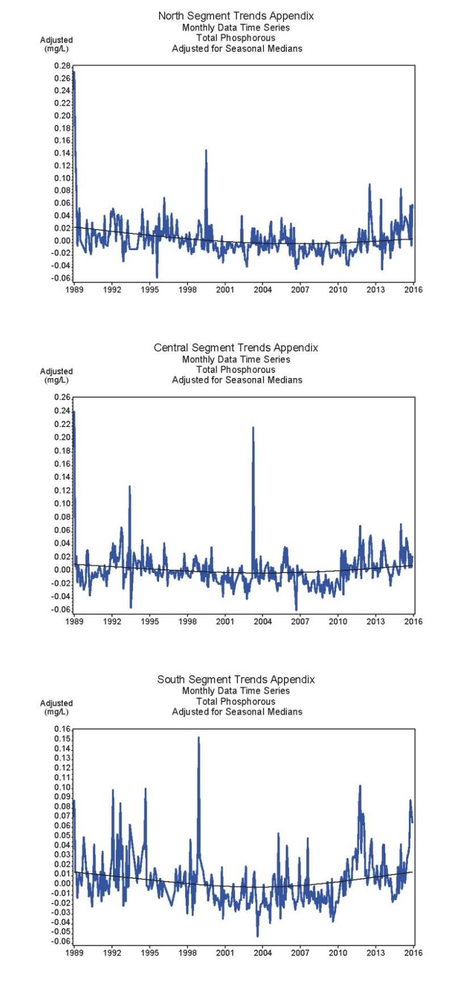 North Segment Trends Appendix
Monthly Data Time Series
Total Phosphorous
Adjusted for Seasonal Medians
Adjusted
(mg/L)
0.28
0.26
0.24
0.22
0.20
0.18
0.16
0.14
0.12
0.10
0.08
0.06
0.04
0.02
0.00
-0.02
-0.04
-0.06
1989 1992 1995 1998 2001 2004 2007 2010 2013 2016
Central Segment Trends Appendix
Monthly Data Time Series
Total Phosphorous
Adjusted for Seasonal Medians
Adjusted
(mg/L)
0.26
0.24
0.22
0.20
0.18
0.16
0.14
0.12
0.10
0.08
0.06
0.04
0.02
0.00
-0.02
-0.04
-0.06
1989 1992 1995 1998 2001 2004 2007 2010 2013 2016
South Segment Trends Appendix
Monthly Data Time Series
Total Phosphorous
Adjusted for Seasonal Medians
Adjusted
(mg/L)
0.16
0.15
0.14
0.13
0.12
0.11
0.10
0.09
0.08
0.07
0.06
0.05
0.04
0.03
0.02
0.01
0.00
-0.01
-0.02
-0.03
-0.04
-0.05
-0.06
1989 1992 1995 1998 2001 2004 2007 2010 2013 2016